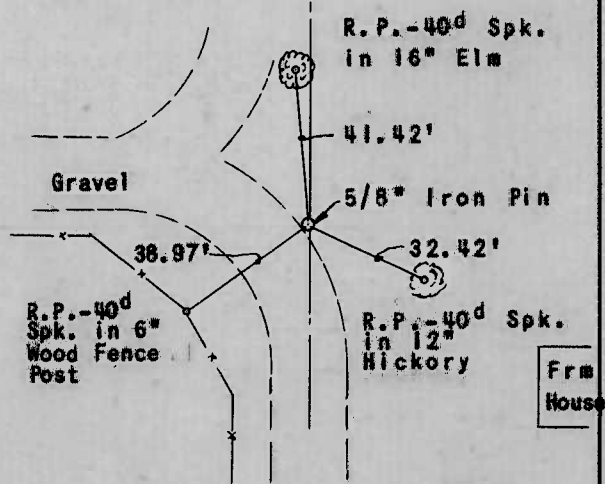 R.P.-40d Spk.
in 16" Elm
41.42'
Gravel
5/8" Iron Pin
38.97'
32.42'
R.P.-40d
Spk. in 6"
Wood Fence
Post
R.P.-40d Spk.
in 12"
Hickory
Frm
House